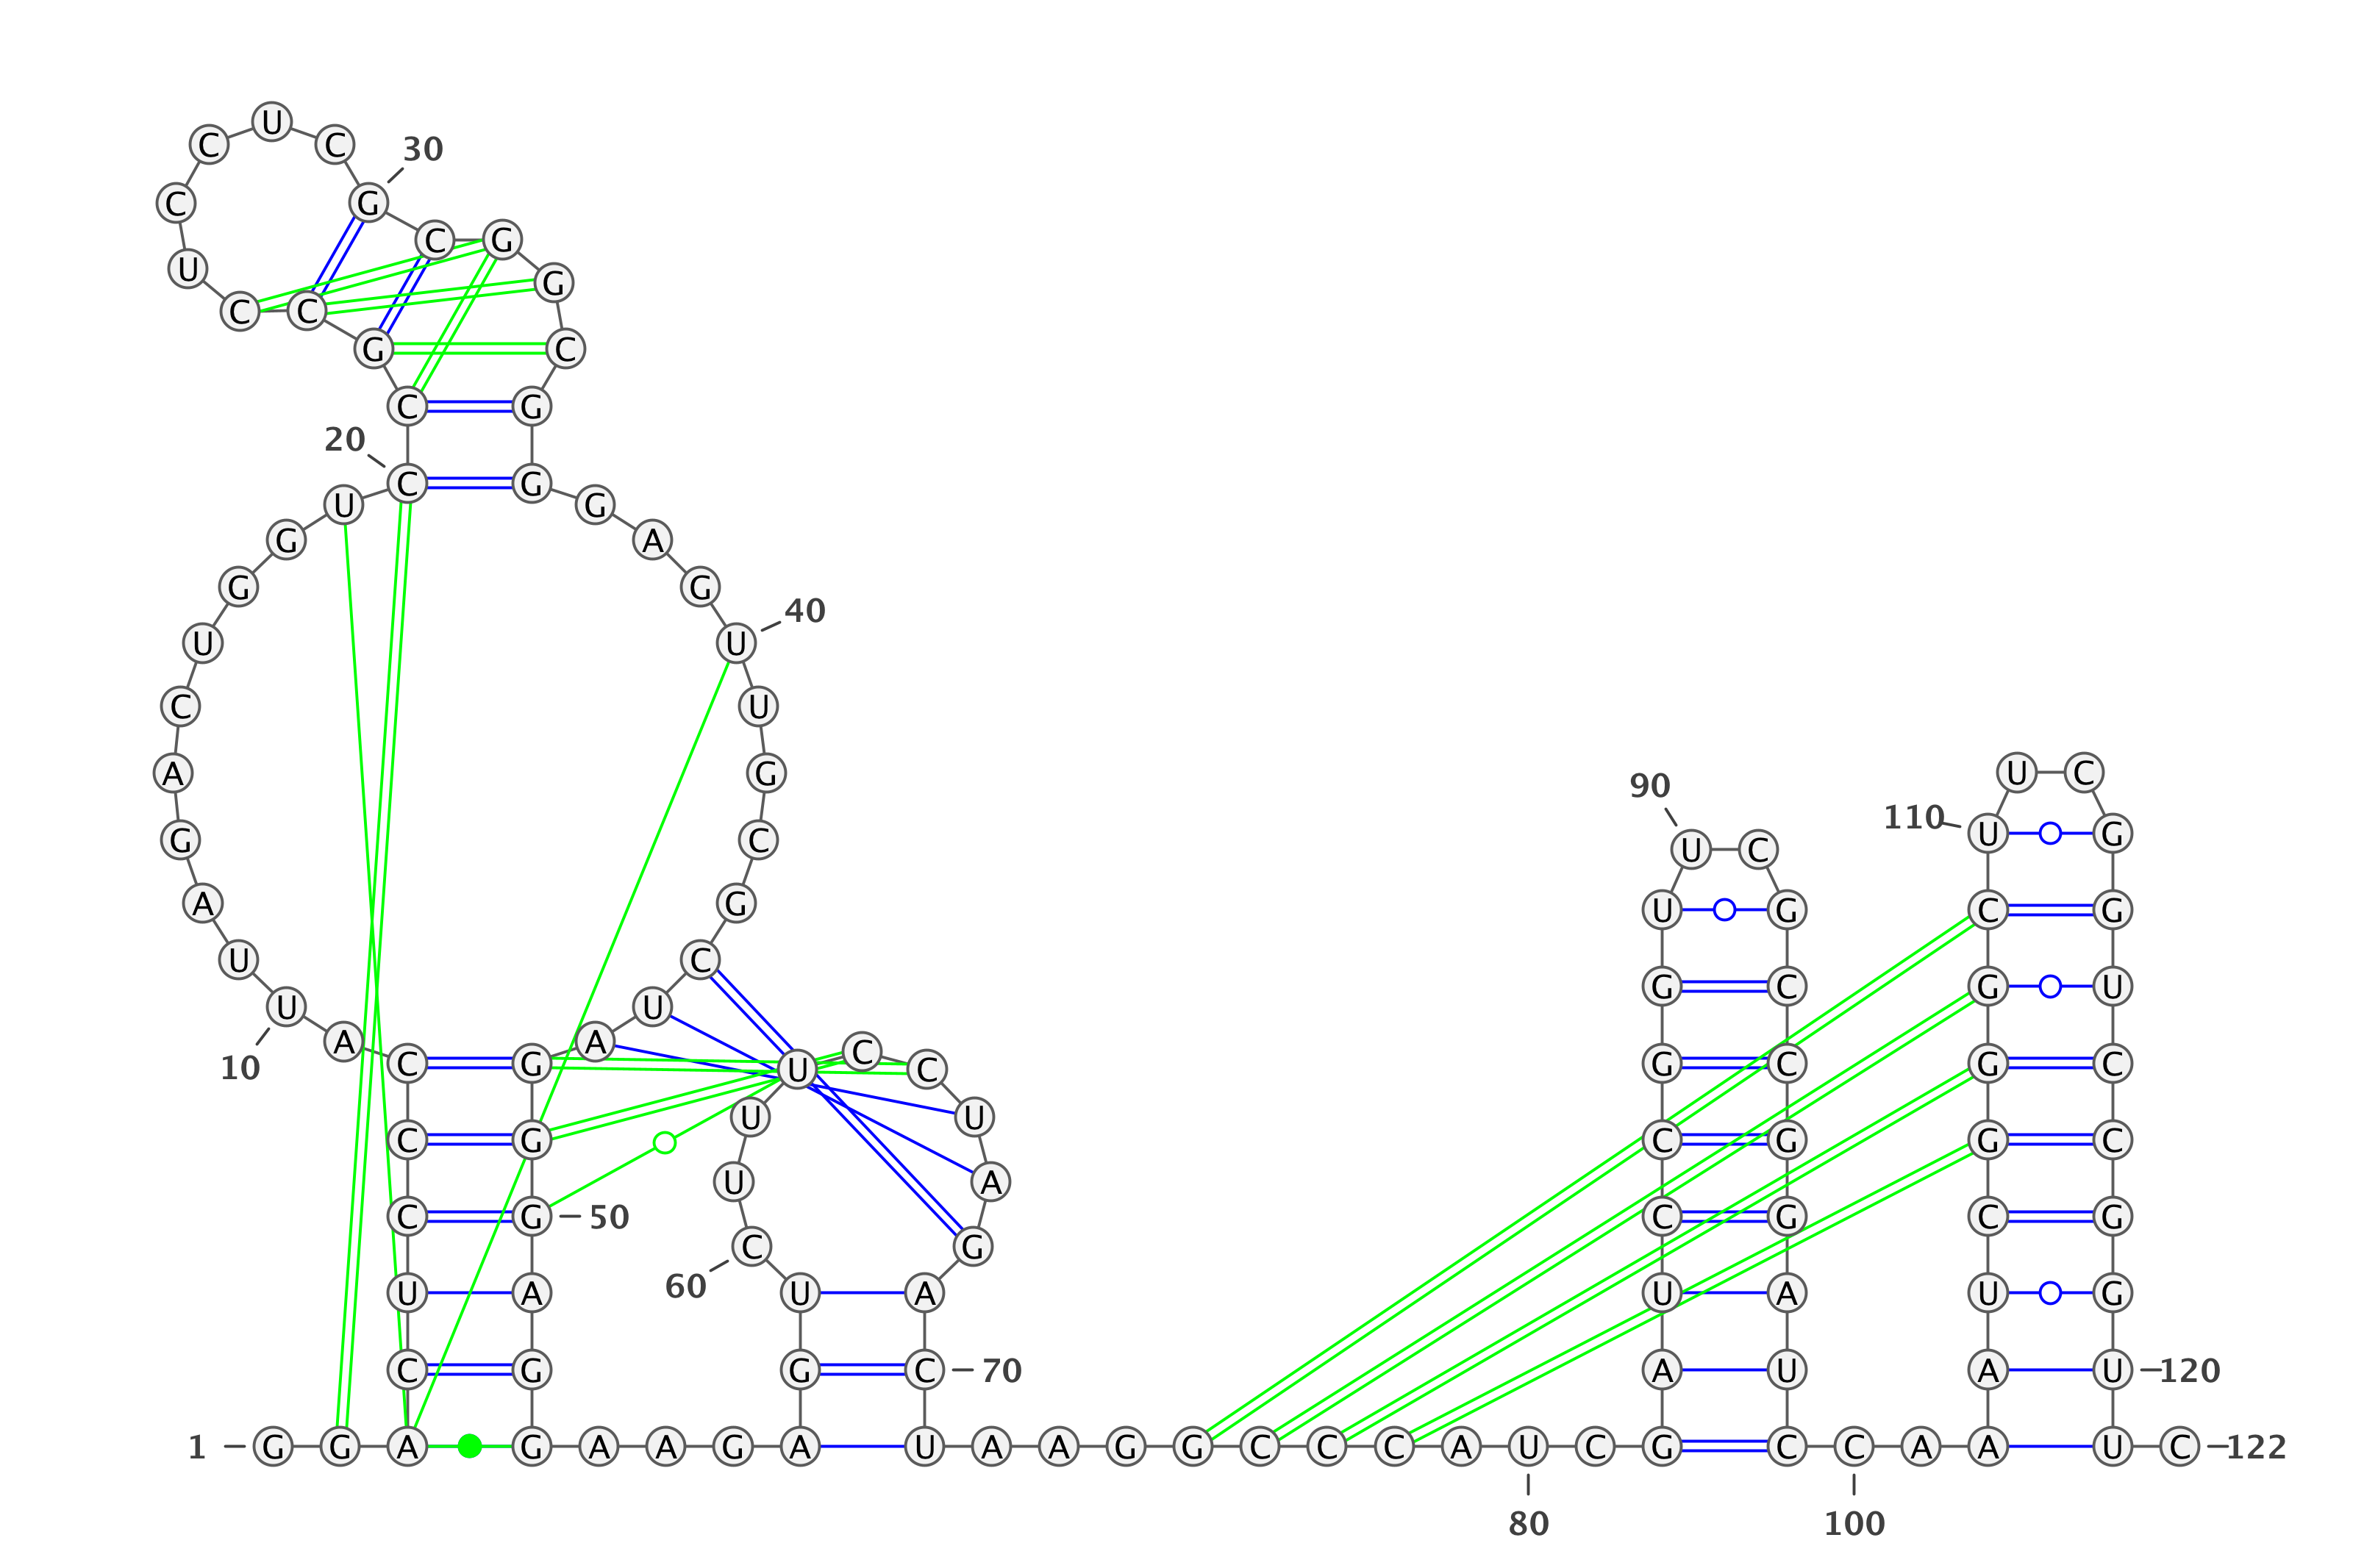 U
C C 30
C G
C G
U
G
C C
G C
C G
20
C G
U G
G A
G G
40
U U
C U
A G U C
90
110
U G
G C
U C
A G
U G C G
U C
G C G U
U U
A A
C
C G G C G C
10 U C
U U
C G C G G C
U A
C G 50 C G C G
C G
60
U A U A U A U G
C G G C 70 A U A U 120
1 G G A G A A G A U A A G G C C C A U C G C C A A U C 122
80 100